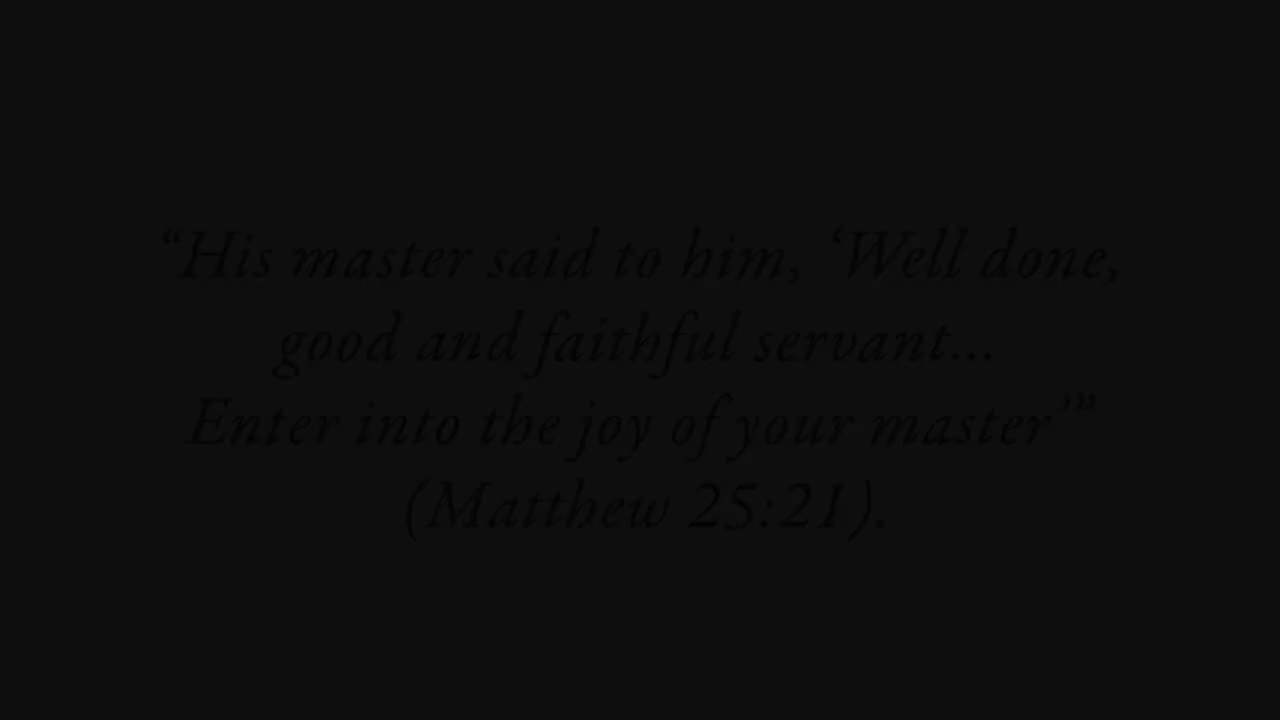 “His master said to him, ‘Well done,
good and faithful servant...
Enter into the joy of your master’”
(Matthew 25:21).